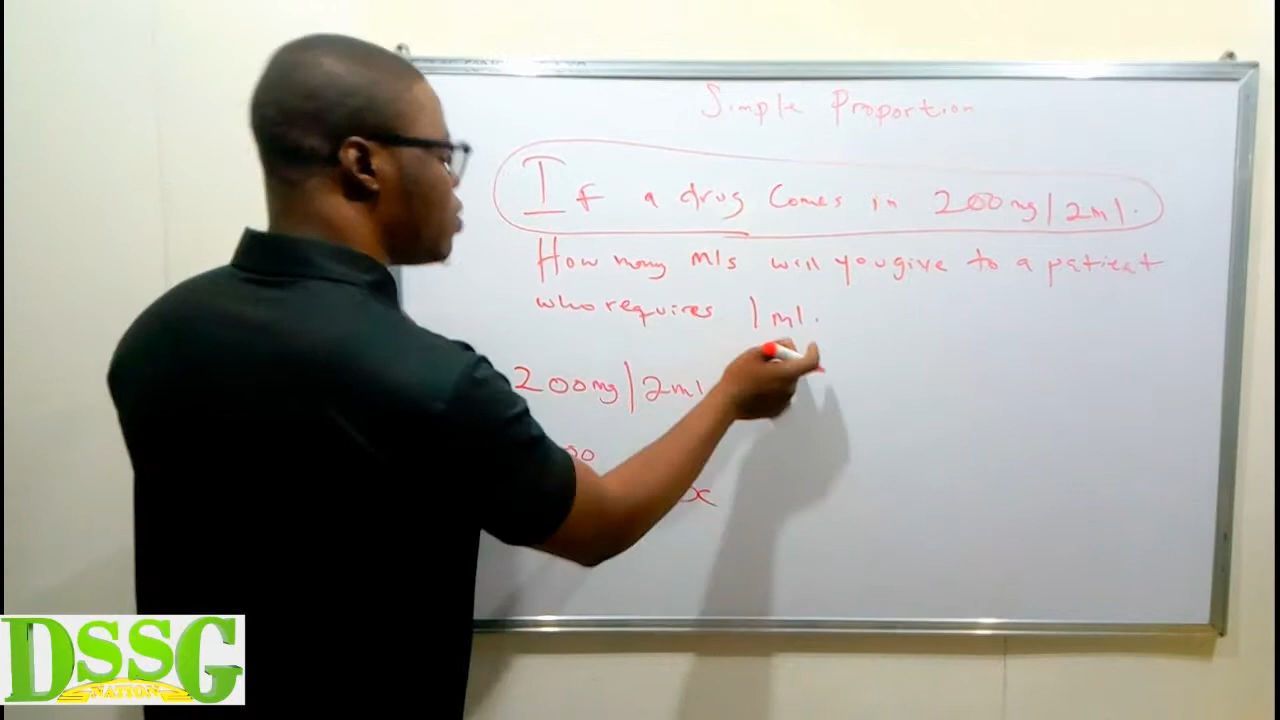 Simple Proportion
If a drug Comes in 200mg/2ml.
How many mls will you give to a patient
who requires 1ml.
200mg/2ml
00
x
DSSG
NATION